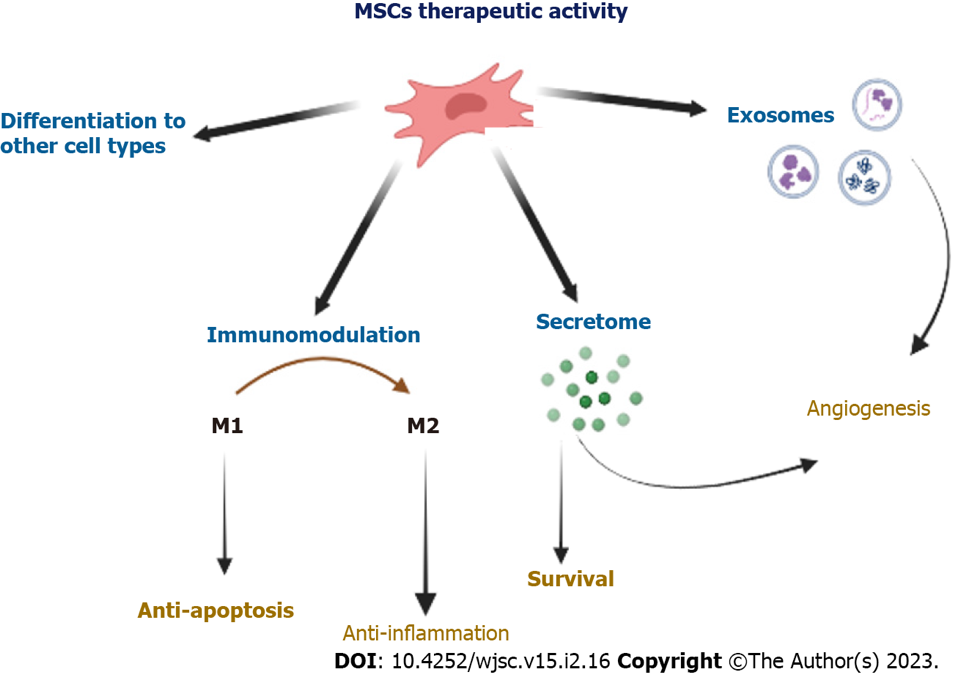 MSCs therapeutic activity
Differentiation to
other cell types
Exosomes
Immunomodulation
Secretome
M1
M2
Angiogenesis
Survival
Anti-apoptosis
Anti-inflammation
DOI: 10.4252/wjsc.v15.i2.16 Copyright ©The Author(s) 2023.